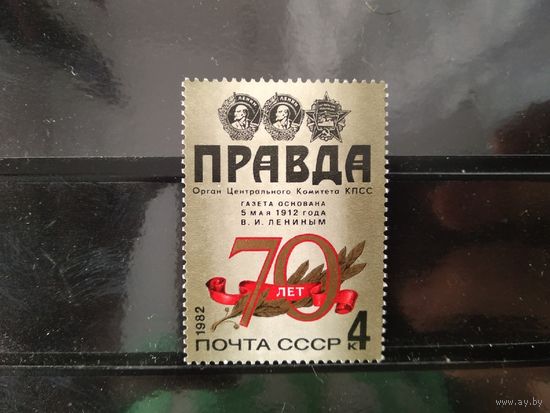 ПРАВДА
Орган Центрального Комитета КПСС
ГАЗЕТА ОСНОВАНА
5 МАЯ 1912 ГОДА
В. И. ЛЕНИНЫМ
70
ЛЕТ
1982
ПОЧТА СССР 4
к
www.ay.by